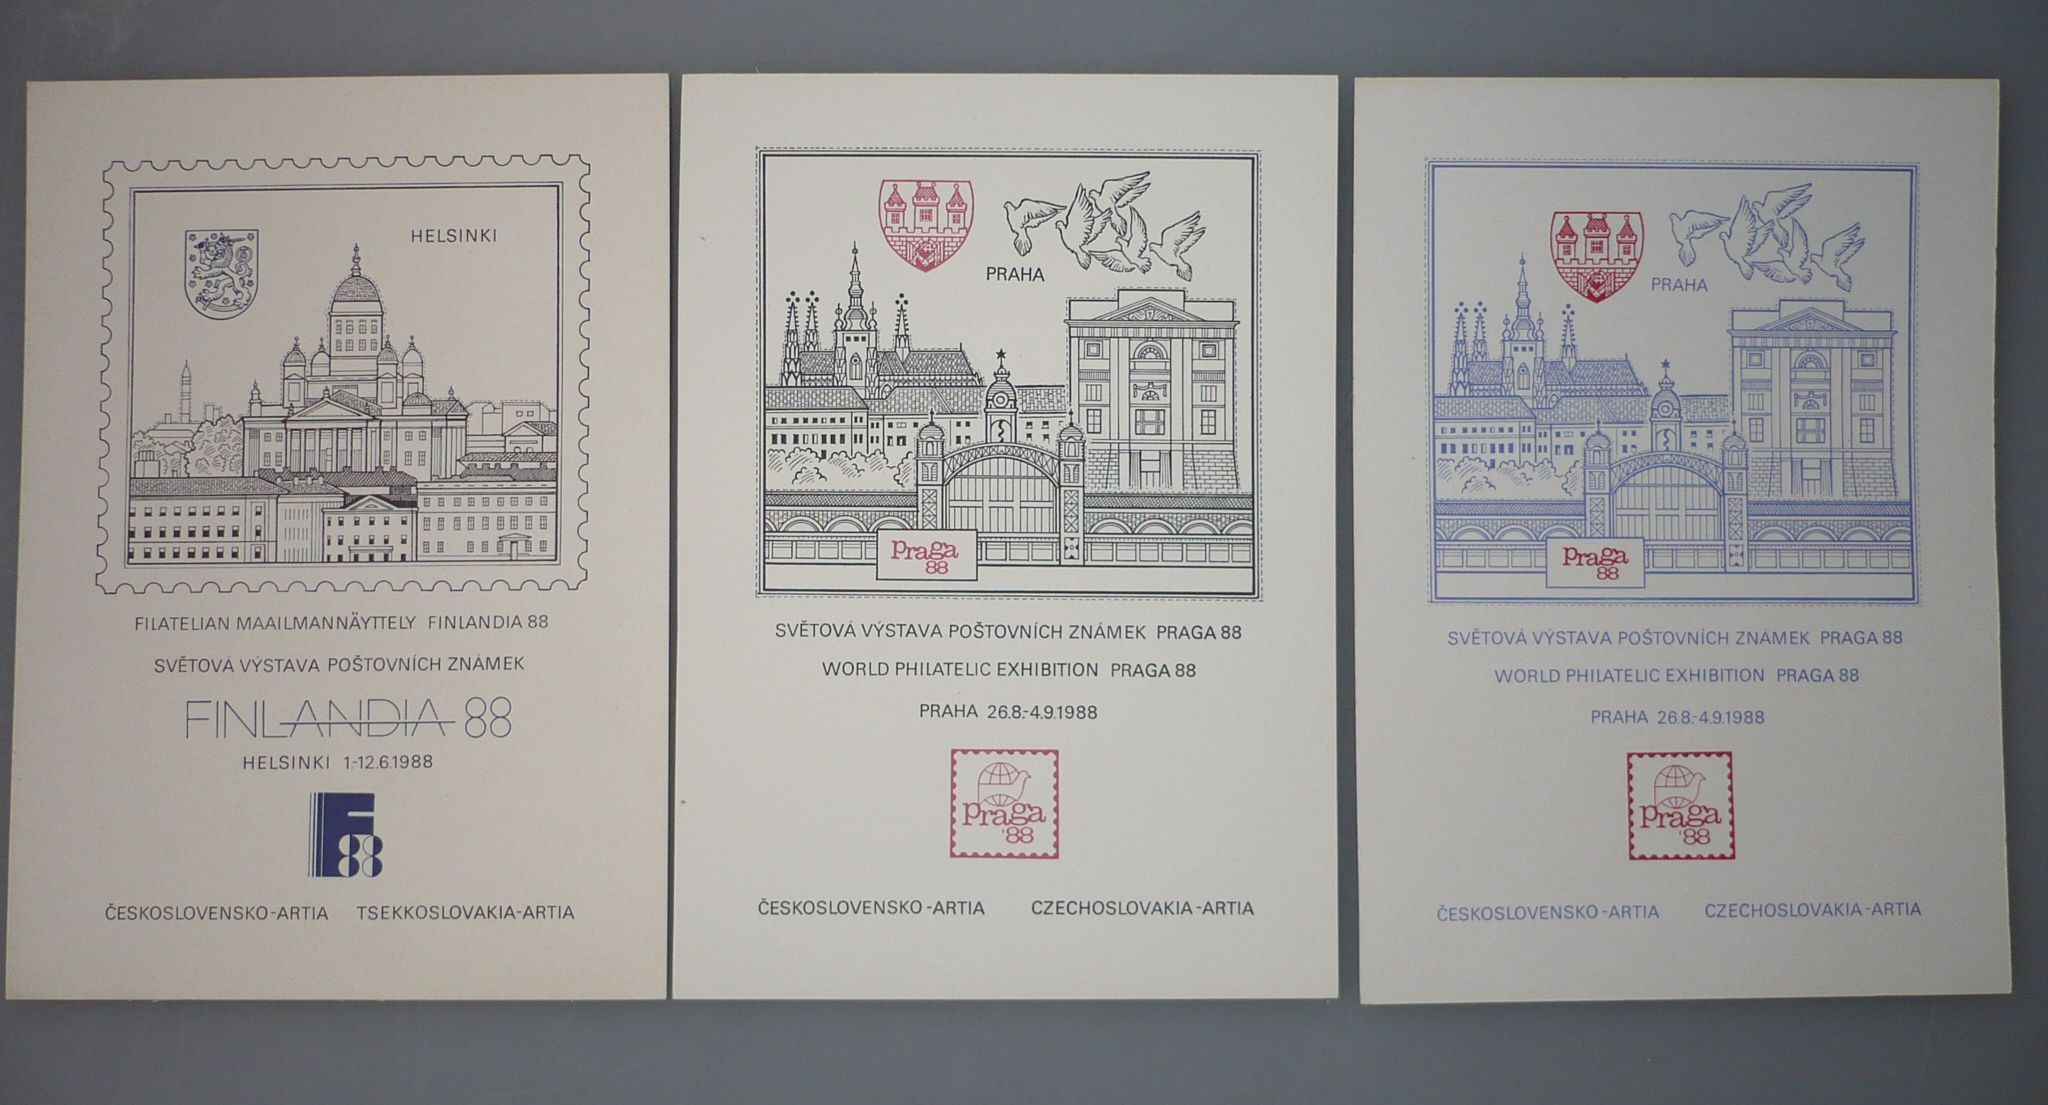 HELSINKI
FILATELIAN MAAILMANNÄYTTELY FINLANDIA 88
SVĚTOVÁ VÝSTAVA POŠTOVNÍCH ZNÁMEK
FINLANDIA 88
HELSINKI 1.-12.6.1988
F 88
ČESKOSLOVENSKO-ARTIA TSEKKOSLOVAKIA-ARTIA
PRAHA
Praga
88
SVĚTOVÁ VÝSTAVA POŠTOVNÍCH ZNÁMEK PRAGA 88
WORLD PHILATELIC EXHIBITION PRAGA 88
PRAHA 26.8.-4.9.1988
Praga
'88
ČESKOSLOVENSKO-ARTIA CZECHOSLOVAKIA-ARTIA
PRAHA
Praga
88
SVĚTOVÁ VÝSTAVA POŠTOVNÍCH ZNÁMEK PRAGA 88
WORLD PHILATELIC EXHIBITION PRAGA 88
PRAHA 26.8.-4.9.1988
Praga
'88
ČESKOSLOVENSKO-ARTIA CZECHOSLOVAKIA-ARTIA